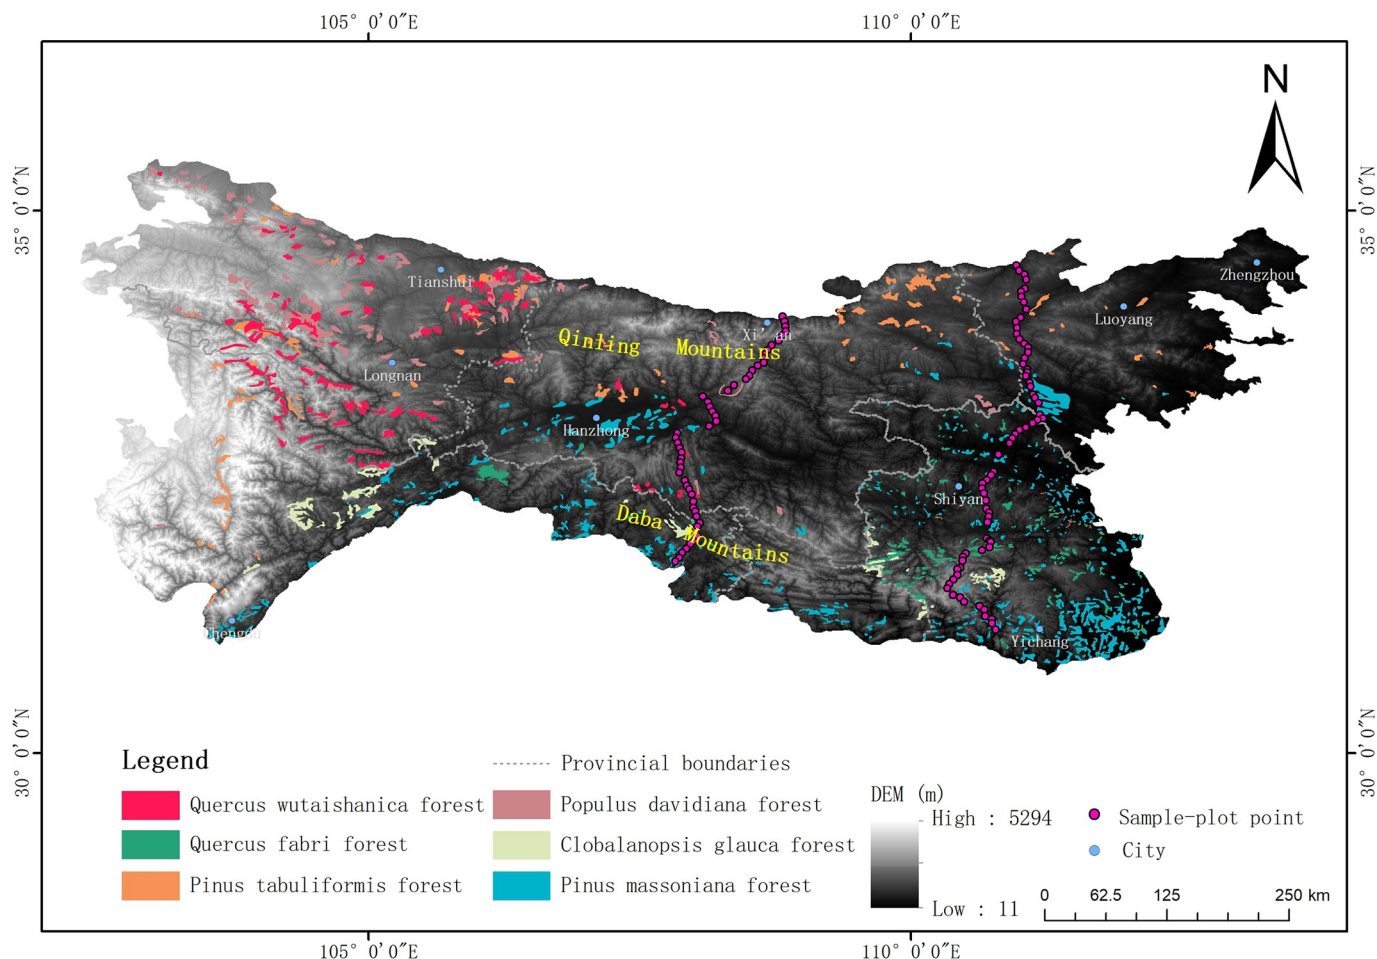 105° 0′0″E 110° 0′0″E
N
35° 0′0″N 35° 0′0″N
Zhengzhou
Tianshui
Luoyang
Xi'an
Qinling Mountains
Longnan
Hanzhong
Shiyan
Daba Mountains
Chengdu
Yichang
30° 0′0″N 30° 0′0″N
Legend
Provincial boundaries
Quercus wutaishanica forest
Populus davidiana forest
Quercus fabri forest
Clobalanopsis glauca forest
Pinus tabuliformis forest
Pinus massoniana forest
DEM (m)
High : 5294
Low : 11
Sample-plot point
City
0 62.5 125 250 km
105° 0′0″E 110° 0′0″E